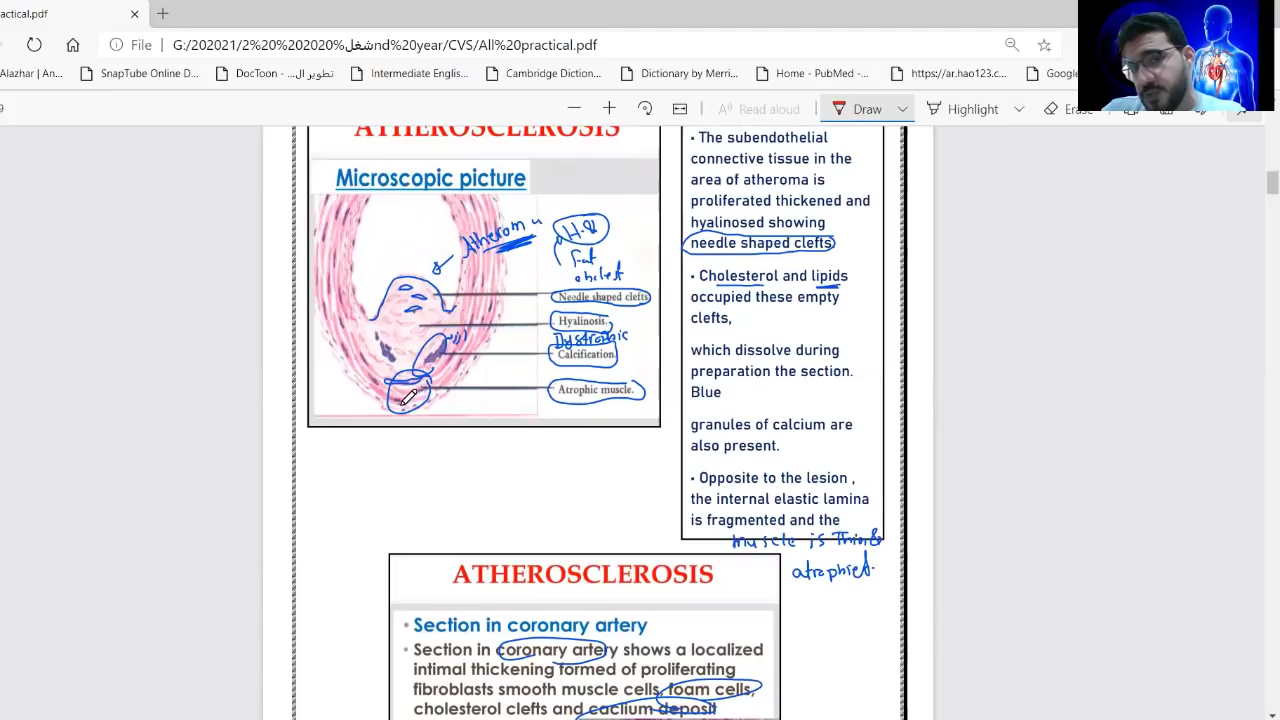 actical.pdf
File
G:/202021/2%20%202020%شغل20nd%20year/CVS/All%20practical.pdf
Alazhar | An...
SnapTube Online D...
DocToon - تطوير ال...
Intermediate Englis...
Cambridge Diction...
Dictionary by Merri...
Home - PubMed -...
https://ar.hao123.c...
Google
9
Read aloud
Draw
Highlight
Erase
ATHEROSCLEROSIS
Microscopic picture
Atherom
Fat
Needle shaped clefts
Hyalinosis.
Dystrophic
Calcification.
Atrophic muscle.
• The subendothelial
connective tissue in the
area of atheroma is
proliferated thickened and
hyalinosed showing
needle shaped clefts
• Cholesterol and lipids
occupied these empty
clefts,
which dissolve during
preparation the section.
Blue
granules of calcium are
also present.
• Opposite to the lesion ,
the internal elastic lamina
is fragmented and the
muscle is thin &
atrophied.
ATHEROSCLEROSIS
• Section in coronary artery
• Section in coronary artery shows a localized
intimal thickening formed of proliferating
fibroblasts smooth muscle cells, foam cells,
cholesterol clefts and caclium deposit